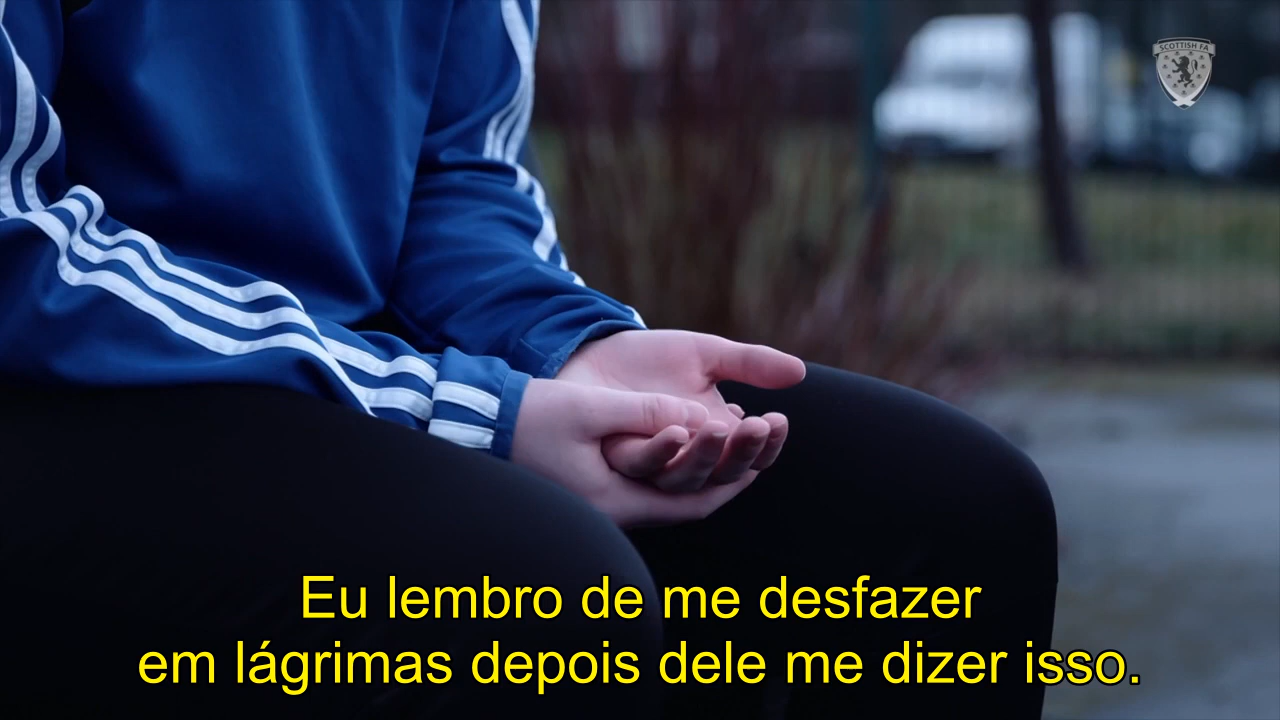 SCOTTISH FA
Eu lembro de me desfazer
em lágrimas depois dele me dizer isso.